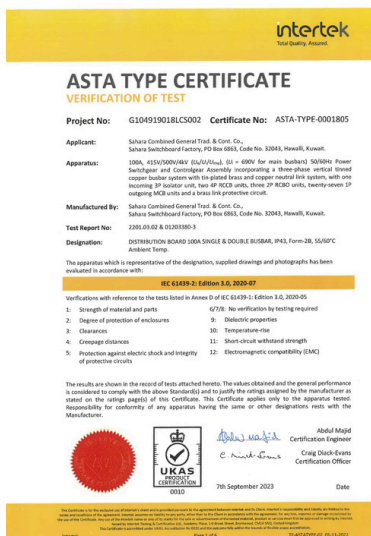 intertek
Total Quality. Assured.
ASTA TYPE CERTIFICATE
VERIFICATION OF TEST
Project No: G104919018LCS002 Certificate No: ASTA-TYPE-0001805
Applicant: Sahara Combined General Trad. & Cont. Co.,
Sahara Switchboard Factory, PO Box 6863, Code No. 32043, Hawalli, Kuwait.
Apparatus: 100A, 415V/500V/4kV (Ue/Ui/Uimp), (Ui = 690V for main busbars) 50/60Hz Power
Switchgear and Controlgear Assembly incorporating a three-phase vertical tinned
copper busbar system with tin-plated brass and copper neutral link system, with one
incoming 3P isolator unit, two 4P RCCB units, three 2P RCBO units, twenty-seven 1P
outgoing MCB units and a brass link protective circuit.
Manufactured By: Sahara Combined General Trad. & Cont. Co.,
Sahara Switchboard Factory, PO Box 6863, Code No. 32043, Hawalli, Kuwait.
Test Report No: 2201.03.02 & 01203380-3
Designation: DISTRIBUTION BOARD 100A SINGLE & DOUBLE BUSBAR, IP43, Form-2B, 55/60°C
Ambient Temp.
The apparatus which is representative of the designation, supplied drawings and photographs has been
evaluated in accordance with:
IEC 61439-2: Edition 3.0, 2020-07
Verifications with reference to the tests listed in Annex D of IEC 61439-1: Edition 3.0, 2020-05
1: Strength of material and parts 6/7/8: No verification by testing required
2: Degree of protection of enclosures 9: Dielectric properties
3: Clearances 10: Temperature-rise
4: Creepage distances 11: Short-circuit withstand strength
5: Protection against electric shock and integrity 12: Electromagnetic compatibility (EMC)
of protective circuits
The results are shown in the record of tests attached hereto. The values obtained and the general performance
is considered to comply with the above Standard(s) and to justify the ratings assigned by the manufacturer as
stated on the ratings page(s) of this Certificate. This Certificate applies only to the apparatus tested.
Responsibility for conformity of any apparatus having the same or other designations rests with the
Manufacturer.
Abdul Majid
Certification Engineer
Craig Diack-Evans
Certification Officer
UKAS
PRODUCT
CERTIFICATION
0010
7th September 2023 Date